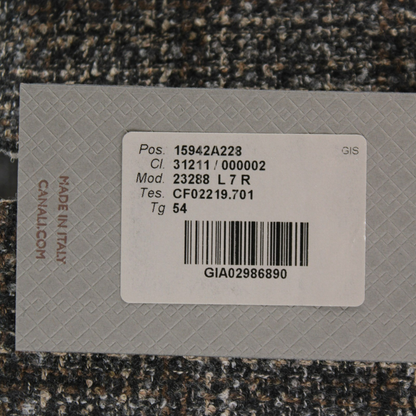 Pos. 15942A228
GIS
Cl. 31211 / 000002
Mod. 23288 L 7 R
Tes. CF02219.701
Tg 54
GIA02986890
MADE IN ITALY
CANALI.COM